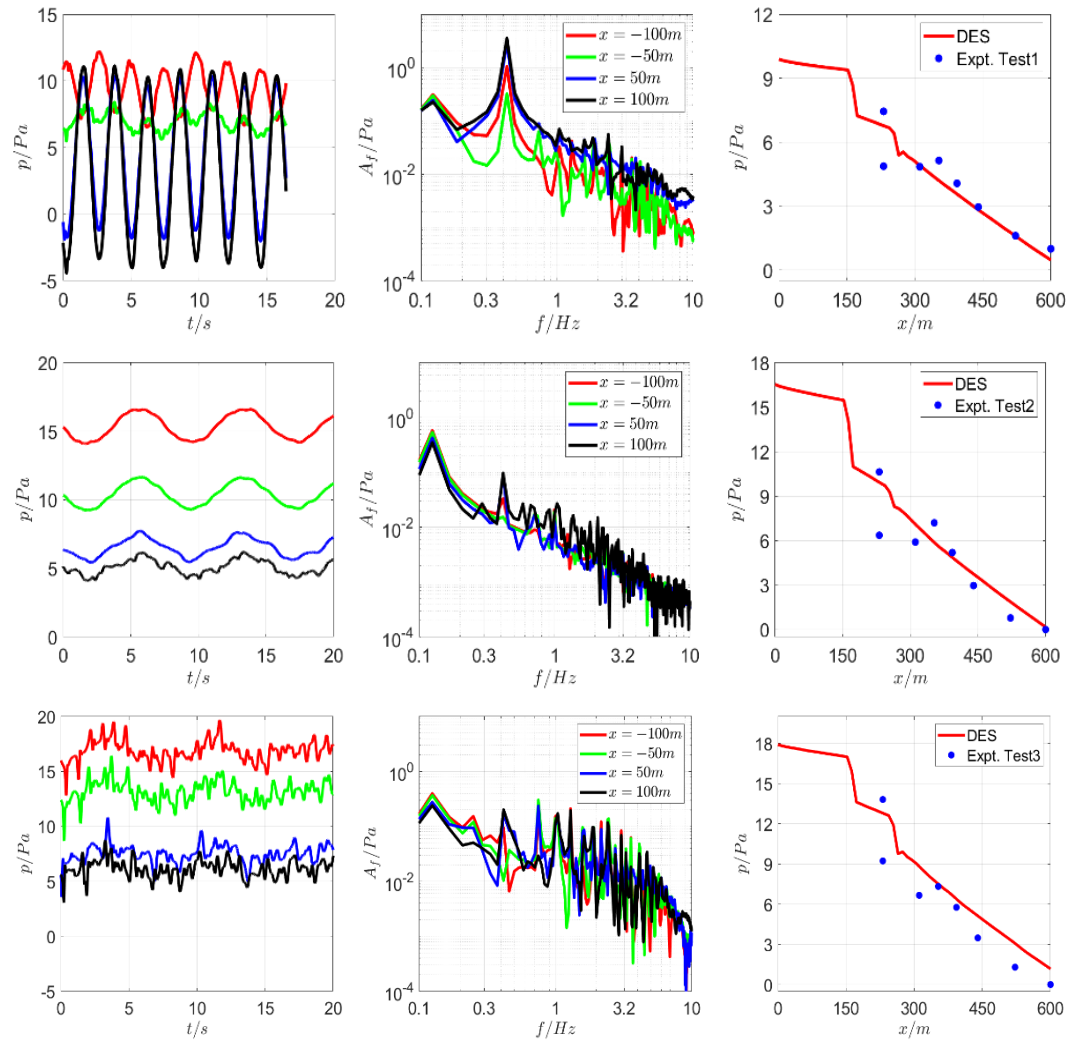 15
10
5
0
-5
0 5 10 15 20
t/s
p/Pa
10^0
10^-2
10^-4
0.1 0.3 1 3.2 10
f/Hz
A_f/Pa
x = −100m
x = −50m
x = 50m
x = 100m
12
9
6
3
0
0 150 300 450 600
x/m
p/Pa
DES
Expt. Test1
20
15
10
5
0
0 5 10 15 20
t/s
p/Pa
10^0
10^-2
10^-4
0.1 0.3 1 3.2 10
f/Hz
A_f/Pa
x = −100m
x = −50m
x = 50m
x = 100m
18
15
12
9
6
3
0
0 150 300 450 600
x/m
p/Pa
DES
Expt. Test2
20
15
10
5
0
-5
0 5 10 15 20
t/s
p/Pa
10^0
10^-2
10^-4
0.1 0.3 1 3.2 10
f/Hz
A_f/Pa
x = −100m
x = −50m
x = 50m
x = 100m
18
15
12
9
6
3
0
0 150 300 450 600
x/m
p/Pa
DES
Expt. Test3